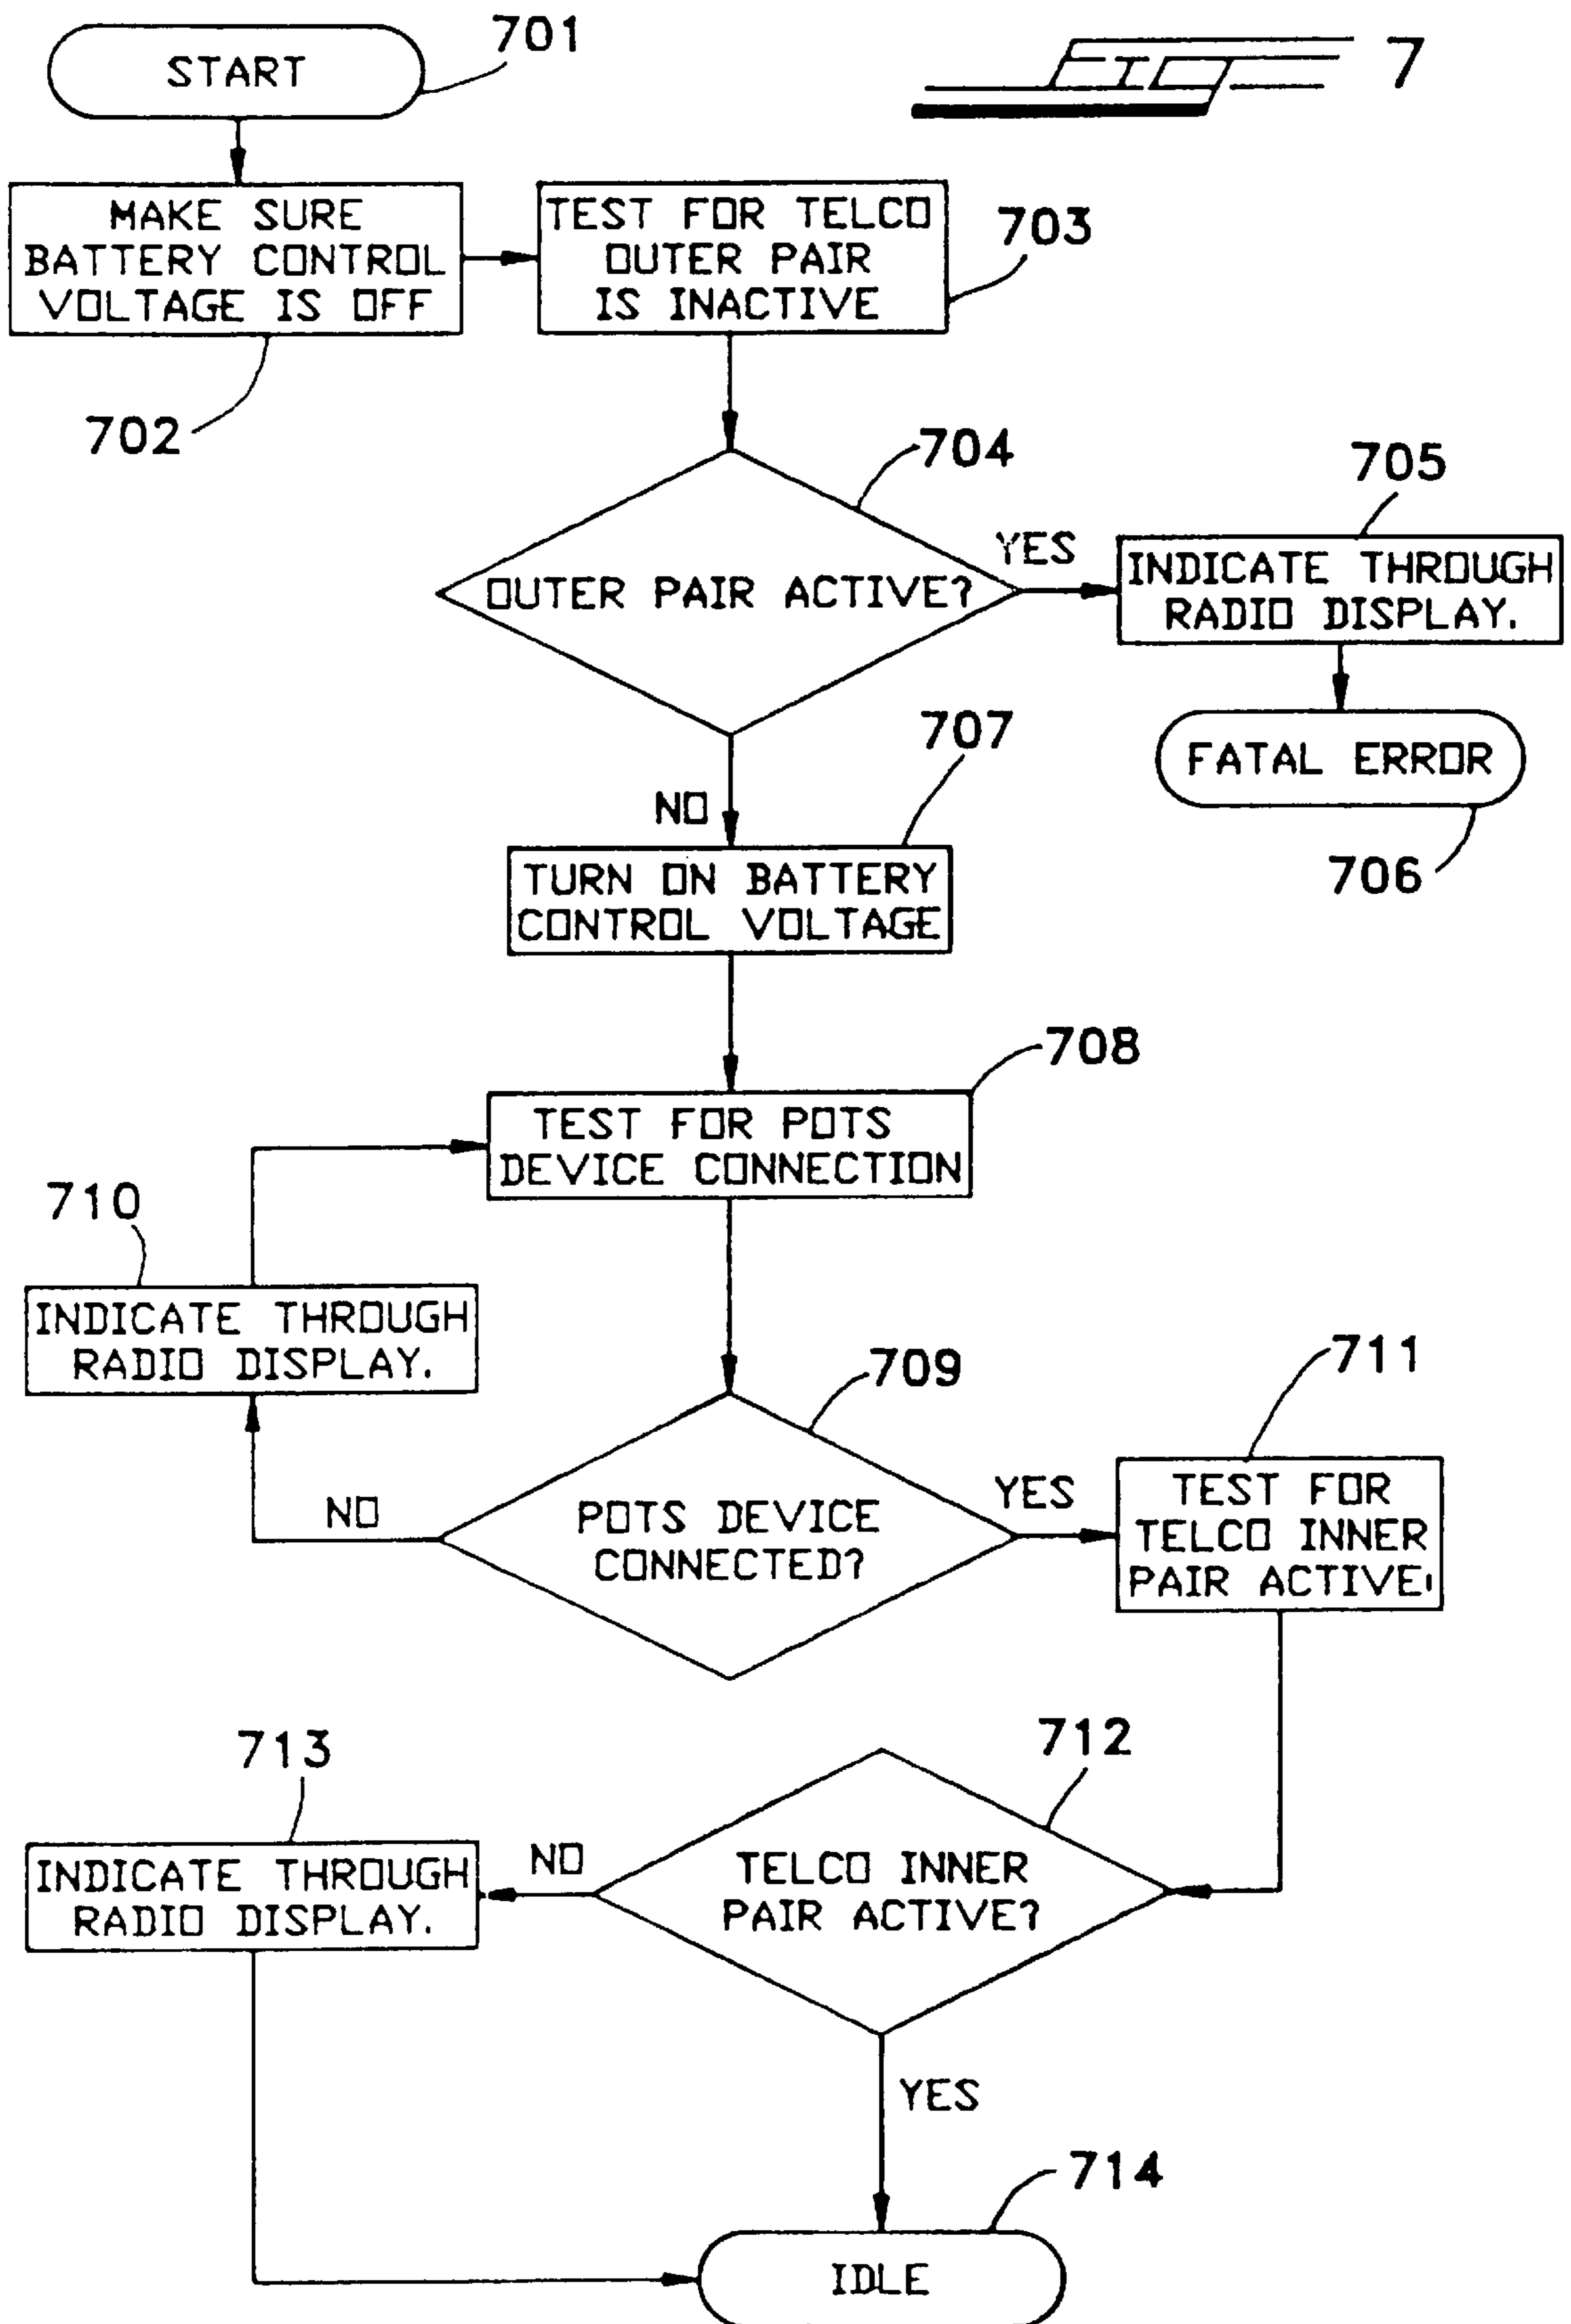 701
START
FIG 7
MAKE SURE
BATTERY CONTROL
VOLTAGE IS OFF
702
TEST FOR TELCO
OUTER PAIR
IS INACTIVE
703
704
OUTER PAIR ACTIVE?
YES
705
INDICATE THROUGH
RADIO DISPLAY.
FATAL ERROR
706
NO
707
TURN ON BATTERY
CONTROL VOLTAGE
708
TEST FOR POTS
DEVICE CONNECTION
710
INDICATE THROUGH
RADIO DISPLAY.
709
NO
POTS DEVICE
CONNECTED?
YES
711
TEST FOR
TELCO INNER
PAIR ACTIVE.
712
TELCO INNER
PAIR ACTIVE?
NO
713
INDICATE THROUGH
RADIO DISPLAY.
YES
714
IDLE